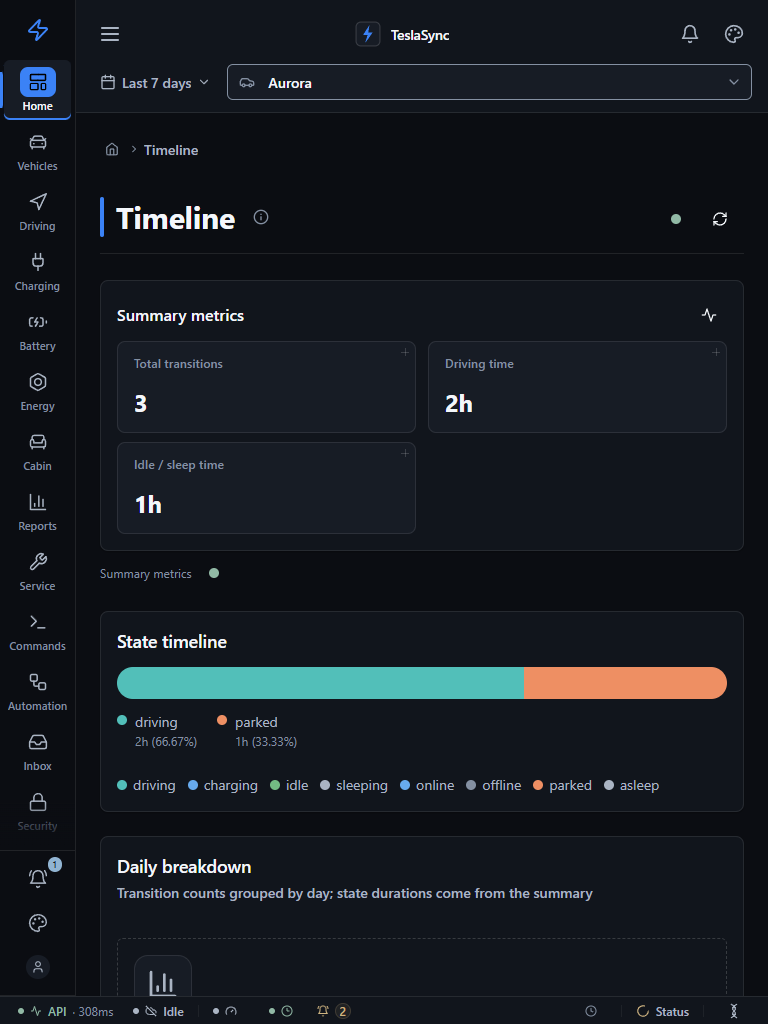 TeslaSync
Last 7 days
Aurora
Home
Vehicles
Driving
Charging
Battery
Energy
Cabin
Reports
Service
Commands
Automation
Inbox
Security
1
Timeline
Timeline
Summary metrics
Total transitions
3
Driving time
2h
Idle / sleep time
1h
Summary metrics
State timeline
driving
2h (66.67%)
parked
1h (33.33%)
driving charging idle sleeping online offline parked asleep
Daily breakdown
Transition counts grouped by day; state durations come from the summary
API · 308ms Idle 2 Status